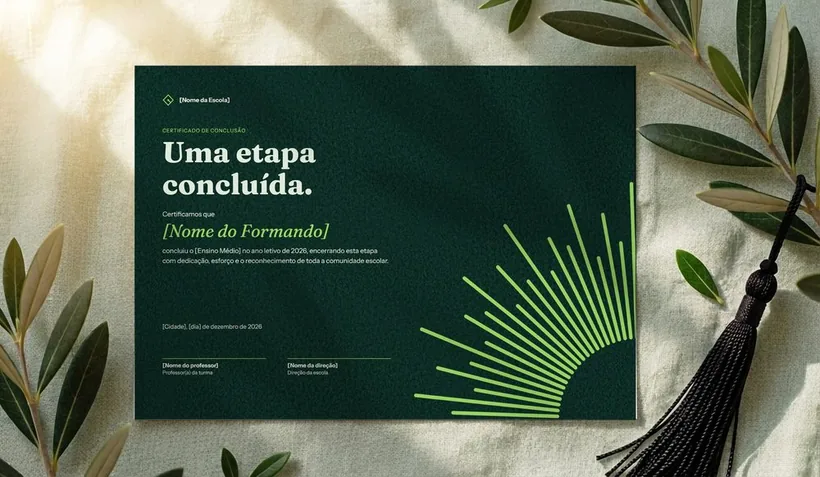 [Nome da Escola]
CERTIFICADO DE CONCLUSÃO
Uma etapa
concluída.
Certificamos que
[Nome do Formando]
concluiu o [Ensino Médio] no ano letivo de 2026, encerrando esta etapa
com dedicação, esforço e o reconhecimento de toda a comunidade escolar.
[Cidade], [dia] de dezembro de 2026
[Nome do professor]
Professor(a) da turma
[Nome da direção]
Direção da escola